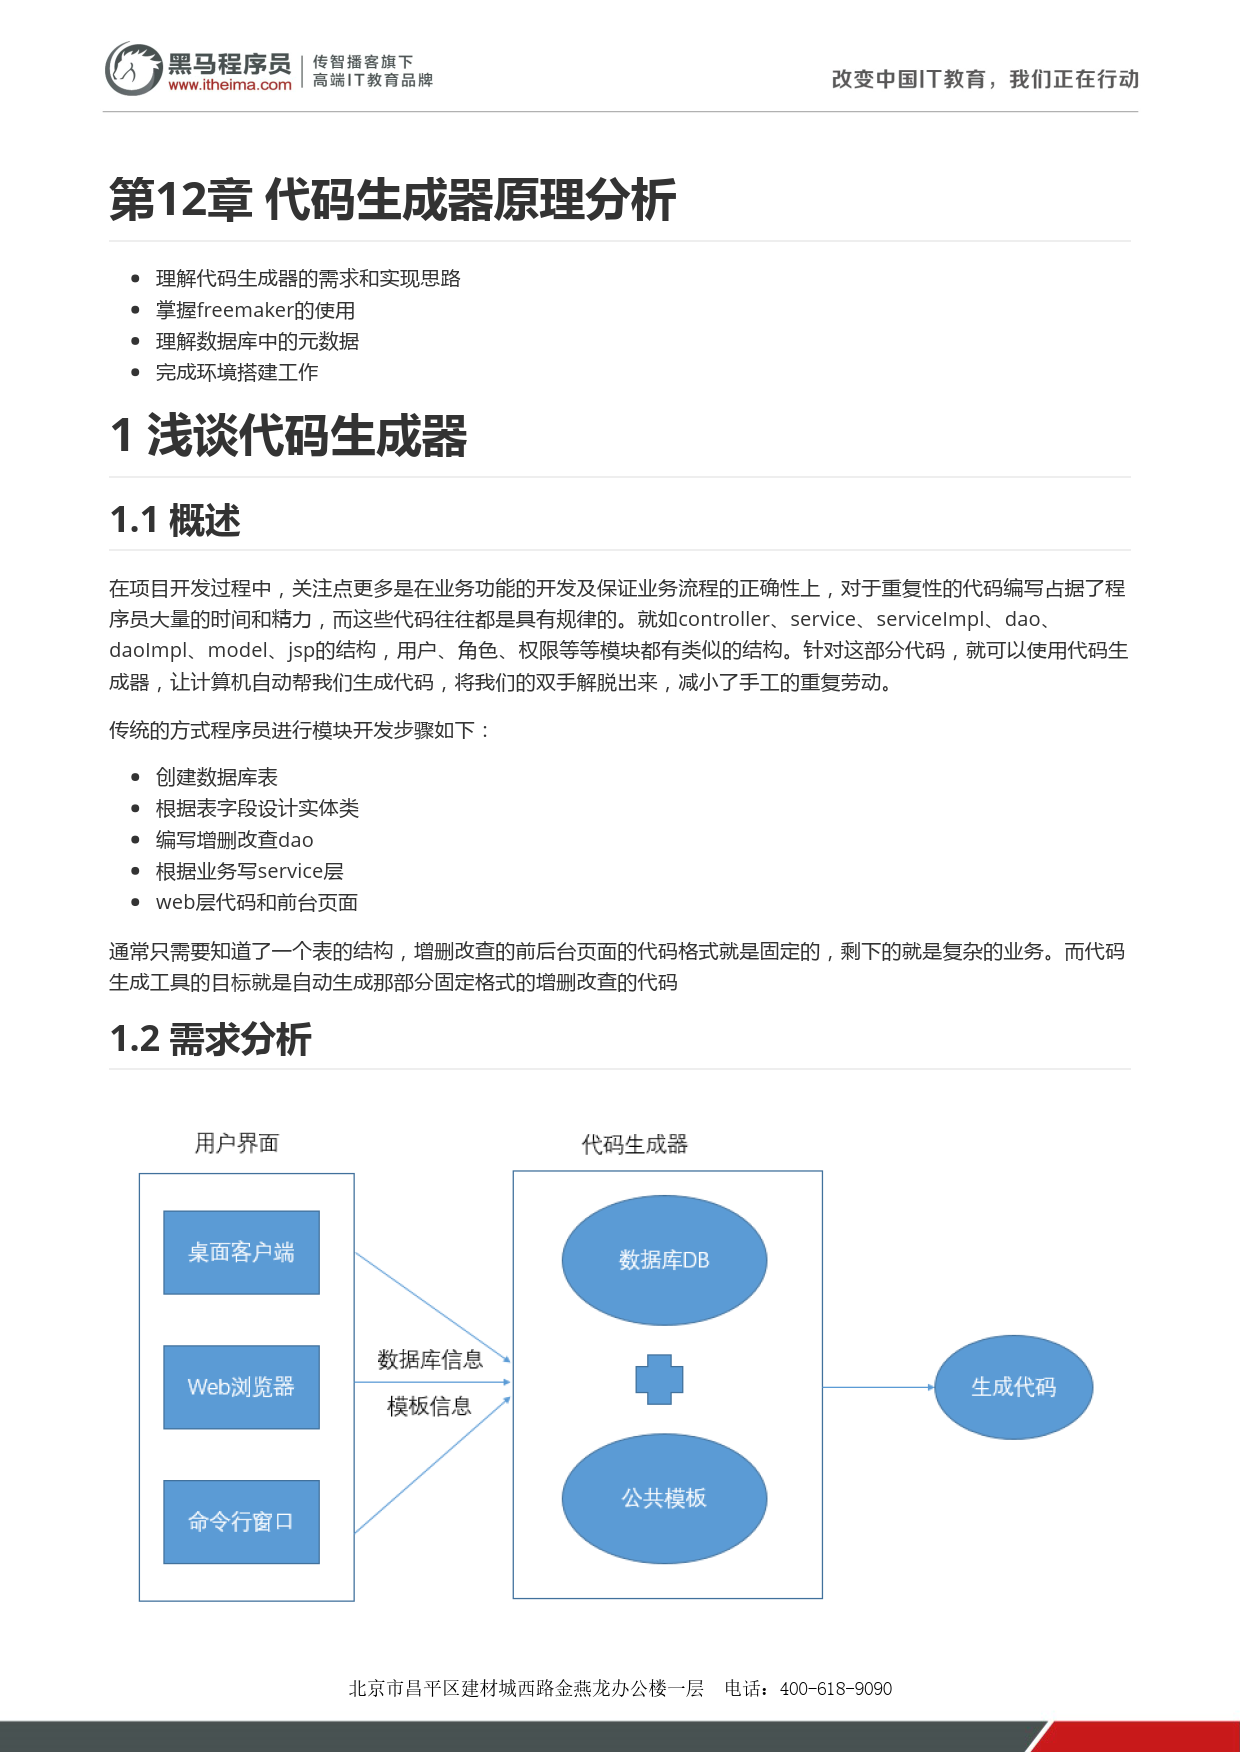 黑马程序员
www.itheima.com
传智播客旗下
高端IT教育品牌
改变中国IT教育，我们正在行动
第12章 代码生成器原理分析
理解代码生成器的需求和实现思路
掌握freemaker的使用
理解数据库中的元数据
完成环境搭建工作
1 浅谈代码生成器
1.1 概述
在项目开发过程中，关注点更多是在业务功能的开发及保证业务流程的正确性上，对于重复性的代码编写占据了程
序员大量的时间和精力，而这些代码往往都是具有规律的。就如controller、service、serviceImpl、dao、
daoImpl、model、jsp的结构，用户、角色、权限等等模块都有类似的结构。针对这部分代码，就可以使用代码生
成器，让计算机自动帮我们生成代码，将我们的双手解脱出来，减小了手工的重复劳动。
传统的方式程序员进行模块开发步骤如下：
创建数据库表
根据表字段设计实体类
编写增删改查dao
根据业务写service层
web层代码和前台页面
通常只需要知道了一个表的结构，增删改查的前后台页面的代码格式就是固定的，剩下的就是复杂的业务。而代码
生成工具的目标就是自动生成那部分固定格式的增删改查的代码
1.2 需求分析
用户界面
代码生成器
桌面客户端
数据库DB
数据库信息
Web浏览器
生成代码
模板信息
公共模板
命令行窗口
北京市昌平区建材城西路金燕龙办公楼一层 电话：400-618-9090